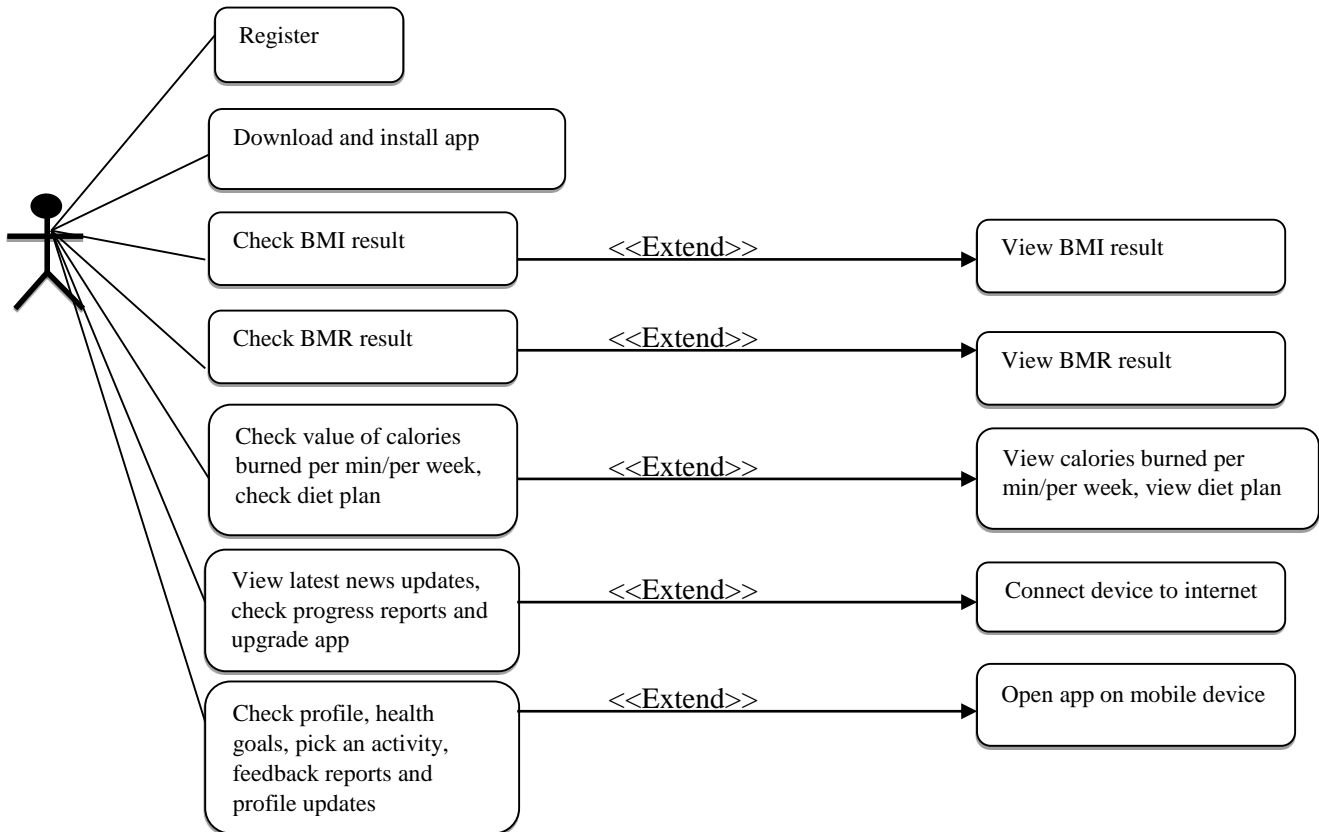 Register
Download and install app
Check BMI result
<<Extend>>
View BMI result
Check BMR result
<<Extend>>
View BMR result
Check value of calories
burned per min/per week,
check diet plan
<<Extend>>
View calories burned per
min/per week, view diet plan
View latest news updates,
check progress reports and
upgrade app
<<Extend>>
Connect device to internet
Check profile, health
goals, pick an activity,
feedback reports and
profile updates
<<Extend>>
Open app on mobile device